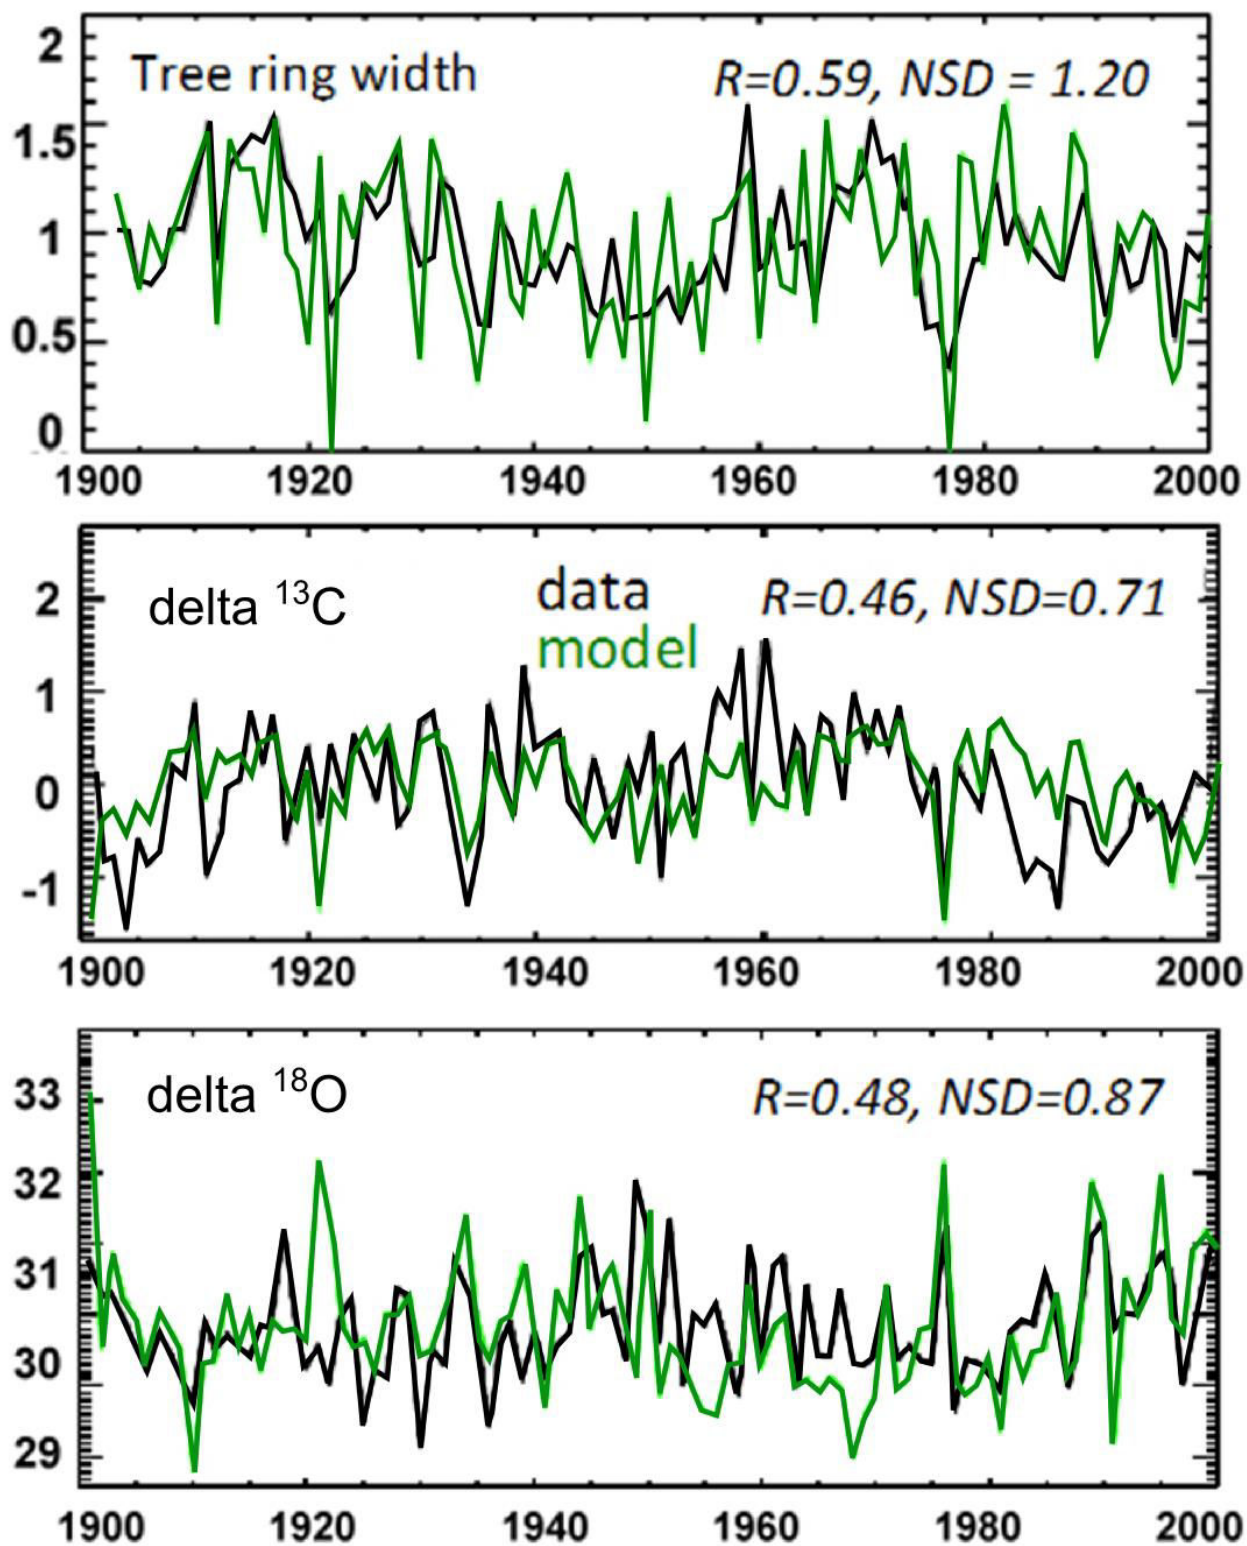 Tree ring width
R=0.59, NSD = 1.20
2
1.5
1
0.5
0
1900 1920 1940 1960 1980 2000
delta ¹³C
data
model
R=0.46, NSD=0.71
2
1
0
-1
1900 1920 1940 1960 1980 2000
delta ¹⁸O
R=0.48, NSD=0.87
33
32
31
30
29
1900 1920 1940 1960 1980 2000